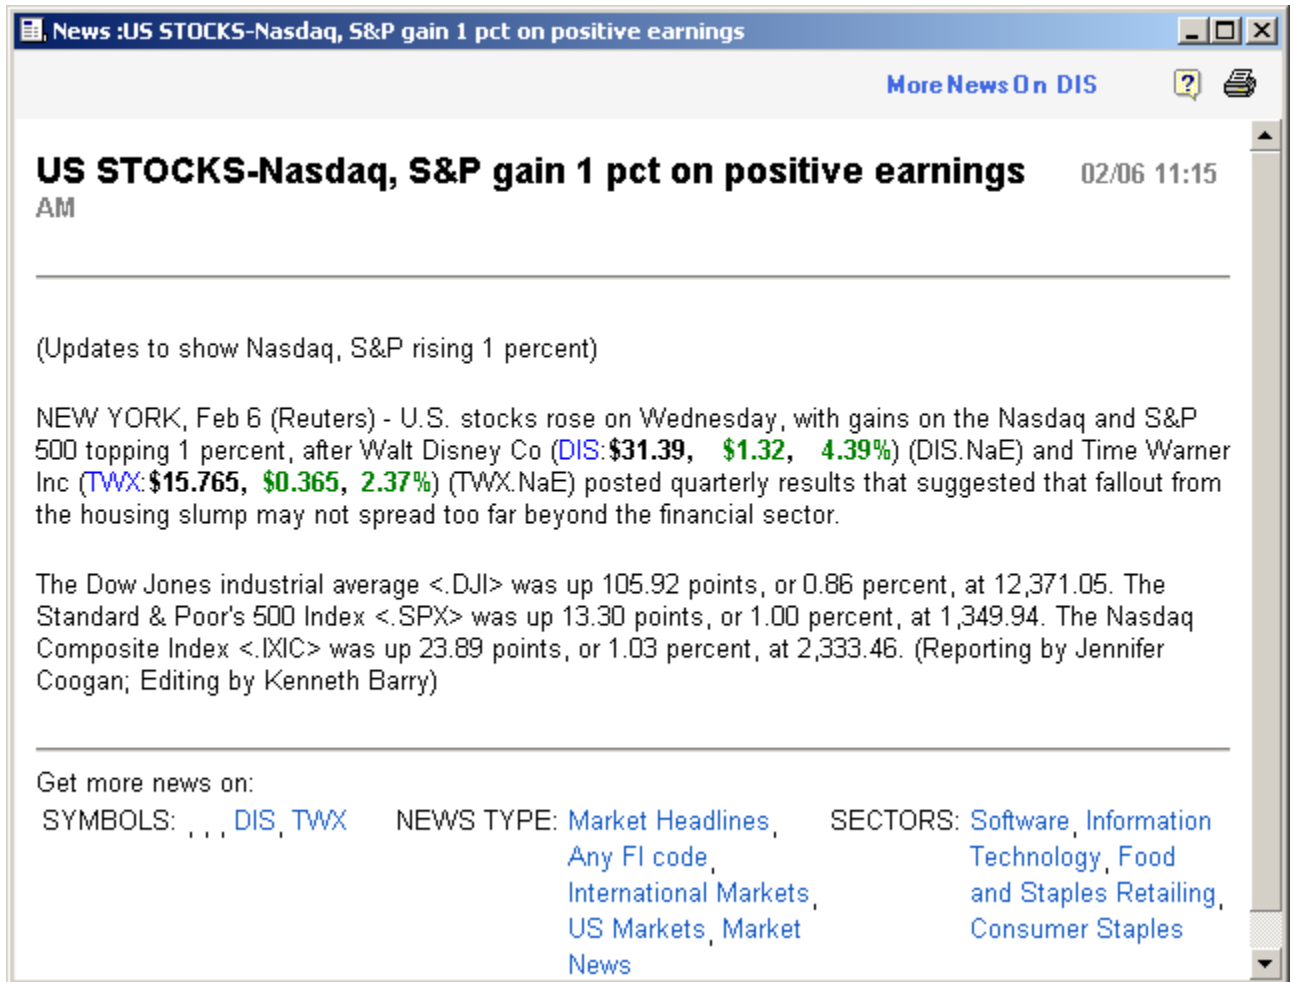 News :US STOCKS-Nasdaq, S&P gain 1 pct on positive earnings
More News On DIS
US STOCKS-Nasdaq, S&P gain 1 pct on positive earnings 02/06 11:15
AM
(Updates to show Nasdaq, S&P rising 1 percent)
NEW YORK, Feb 6 (Reuters) - U.S. stocks rose on Wednesday, with gains on the Nasdaq and S&P
500 topping 1 percent, after Walt Disney Co (DIS:$31.39, $1.32, 4.39%) (DIS.NaE) and Time Warner
Inc (TWX:$15.765, $0.365, 2.37%) (TWX.NaE) posted quarterly results that suggested that fallout from
the housing slump may not spread too far beyond the financial sector.
The Dow Jones industrial average <.DJI> was up 105.92 points, or 0.86 percent, at 12,371.05. The
Standard & Poor's 500 Index <.SPX> was up 13.30 points, or 1.00 percent, at 1,349.94. The Nasdaq
Composite Index <.IXIC> was up 23.89 points, or 1.03 percent, at 2,333.46. (Reporting by Jennifer
Coogan; Editing by Kenneth Barry)
Get more news on:
SYMBOLS: , , , DIS, TWX NEWS TYPE: Market Headlines, SECTORS: Software, Information
Any FI code, Technology, Food
International Markets, and Staples Retailing,
US Markets, Market Consumer Staples
News